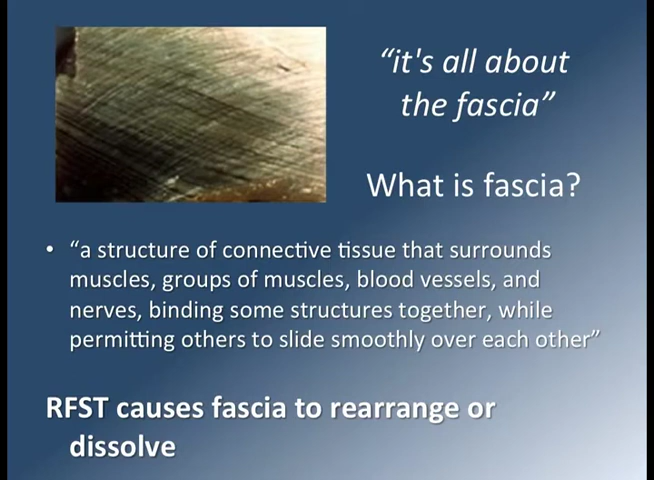 “it's all about
the fascia”
What is fascia?
• “a structure of connective tissue that surrounds
muscles, groups of muscles, blood vessels, and
nerves, binding some structures together, while
permitting others to slide smoothly over each other”
RFST causes fascia to rearrange or
dissolve